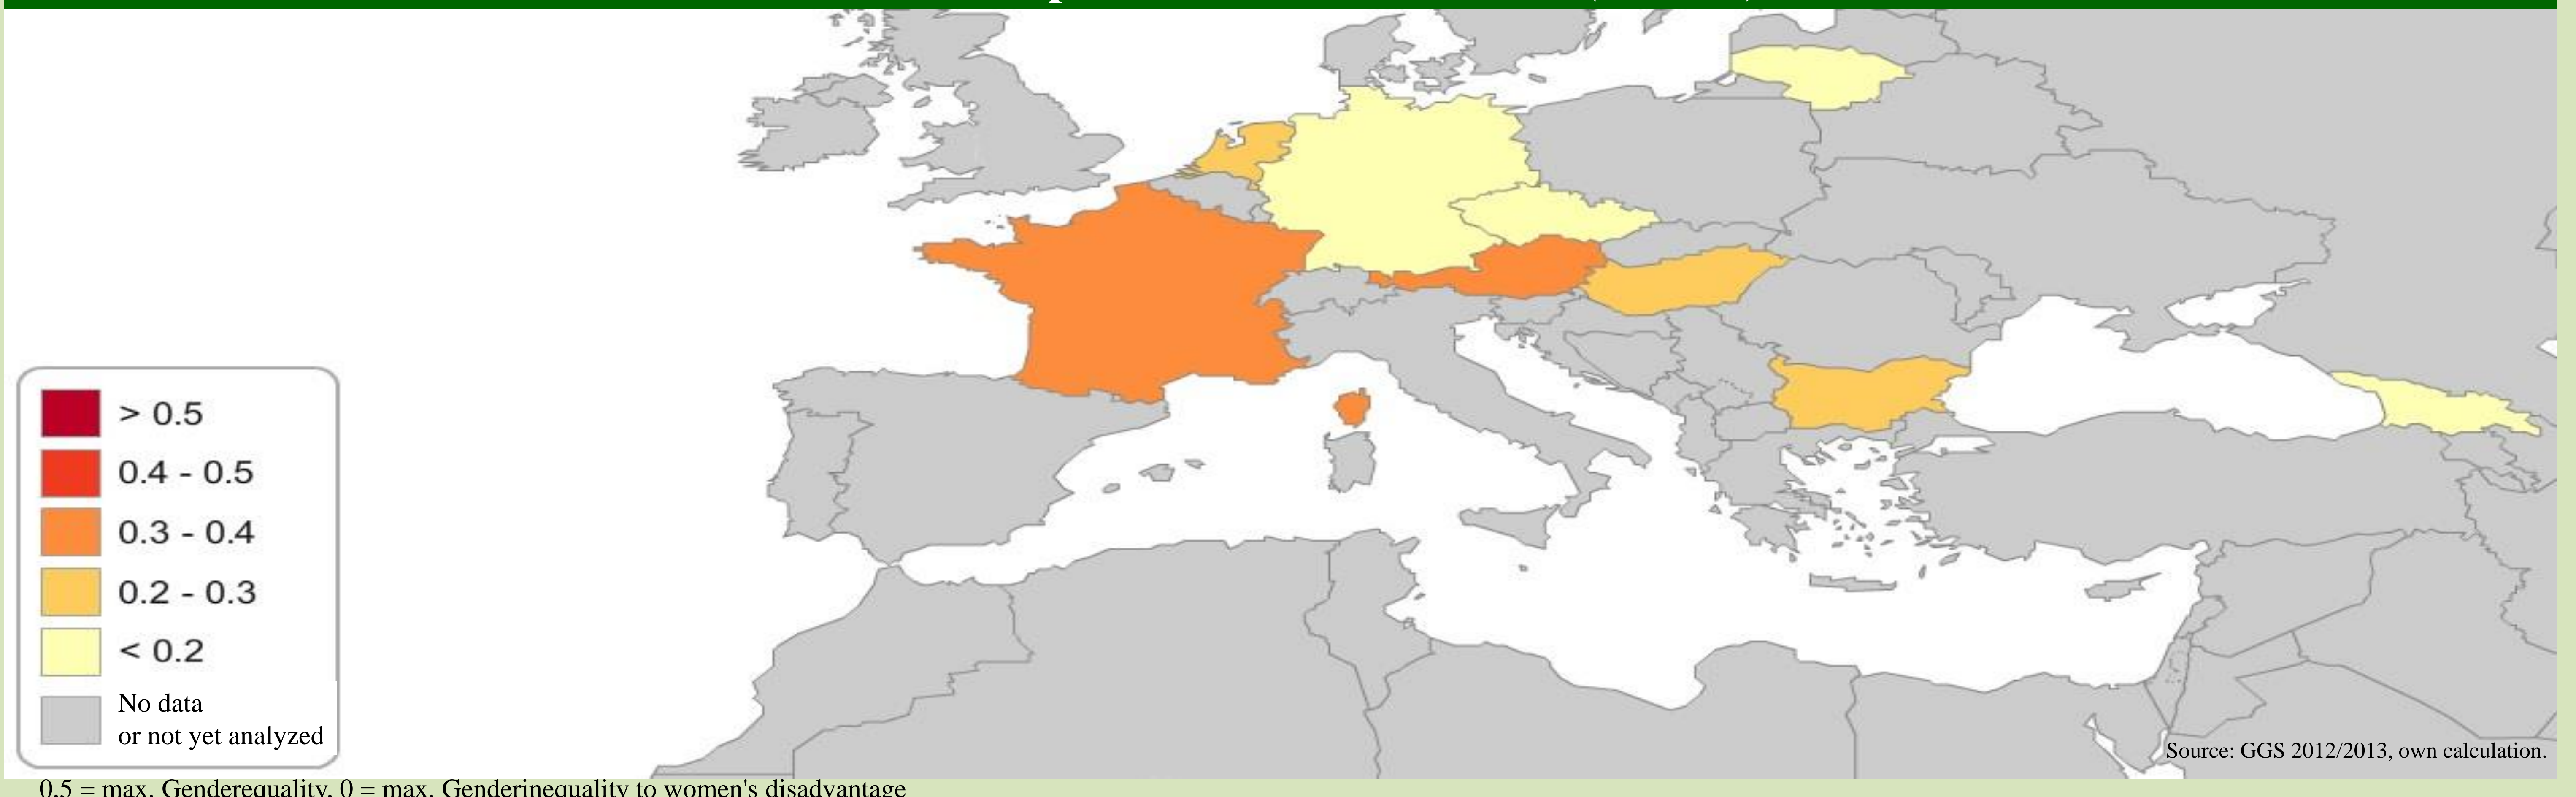 > 0.5
0.4 - 0.5
0.3 - 0.4
0.2 - 0.3
< 0.2
No data
or not yet analyzed
Source: GGS 2012/2013, own calculation.
0.5 = max. Genderequality, 0 = max. Genderinequality to women's disadvantage